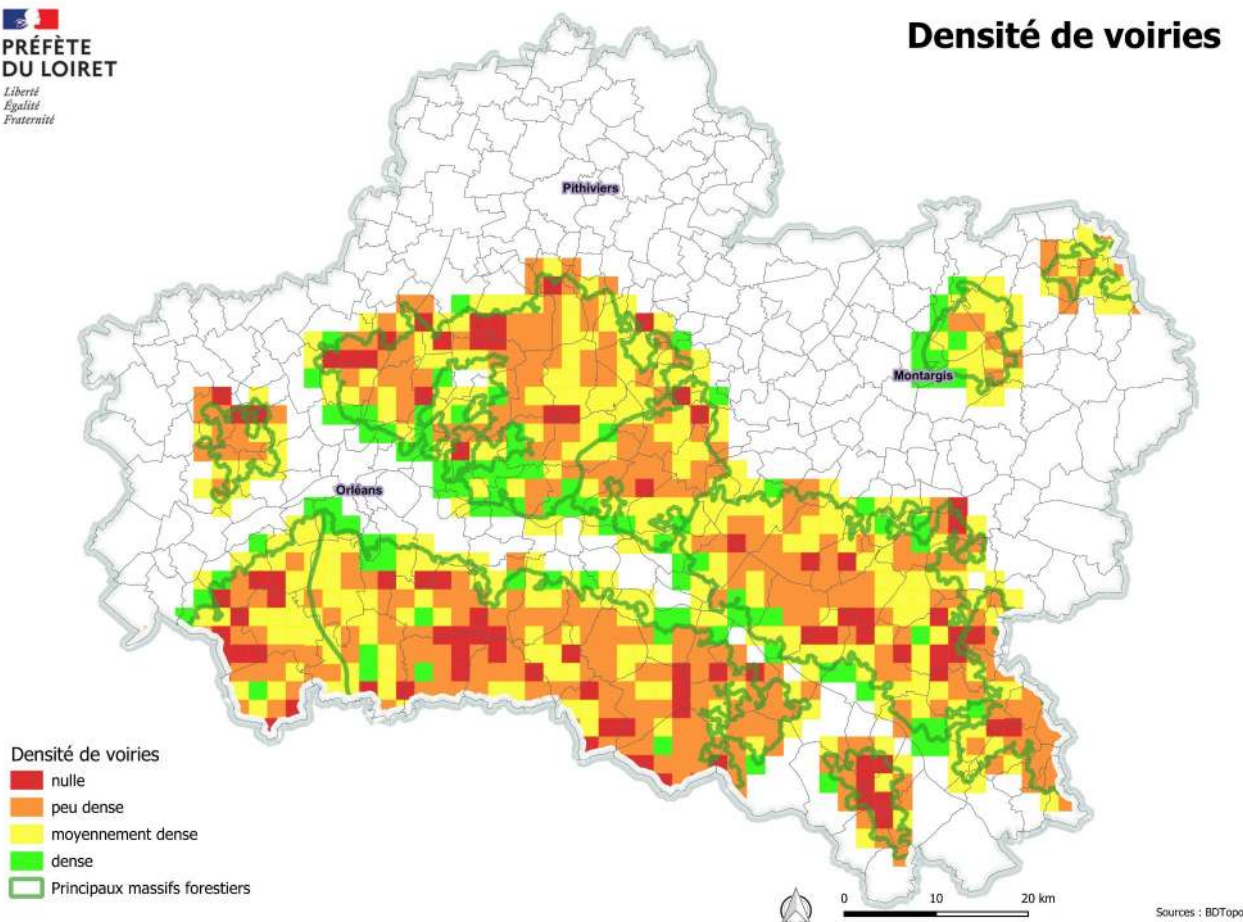 PRÉFÈTE
DU LOIRET
Liberté
Égalité
Fraternité
Densité de voiries
Pithiviers
Montargis
Orléans
Densité de voiries
nulle
peu dense
moyennement dense
dense
Principaux massifs forestiers
0 10 20 km
Sources : BDTopo